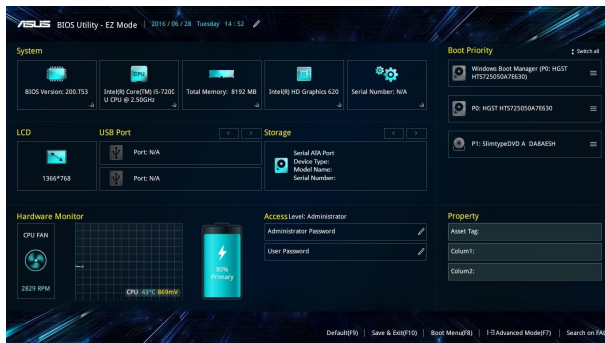 ASUS BIOS Utility - EZ Mode 2016 / 06 / 28 Tuesday 14 : 52
System
BIOS Version: 200.T53
CPU
Intel(R) Core(TM) i5-7200
U CPU @ 2.50GHz
Total Memory: 8192 MB
Intel(R) HD Graphics 620
Serial Number: N/A
Boot Priority
Switch all
Windows Boot Manager (P0: HGST
HTS725050A7E630)
P0: HGST HTS725050A7E630
P1: SlimtypeDVD A DA8AESH
LCD
1366*768
USB Port
Port: N/A
Port: N/A
Storage
Serial ATA Port
Device Type:
Model Name:
Serial Number:
Hardware Monitor
CPU FAN
2829 RPM
CPU 43°C 869mV
90%
Primary
Access Level: Administrator
Administrator Password
User Password
Property
Asset Tag:
Colum1:
Colum2:
Default(F9) | Save & Exit(F10) | Boot Menu(F8) | Advanced Mode(F7) | Search on FAQ